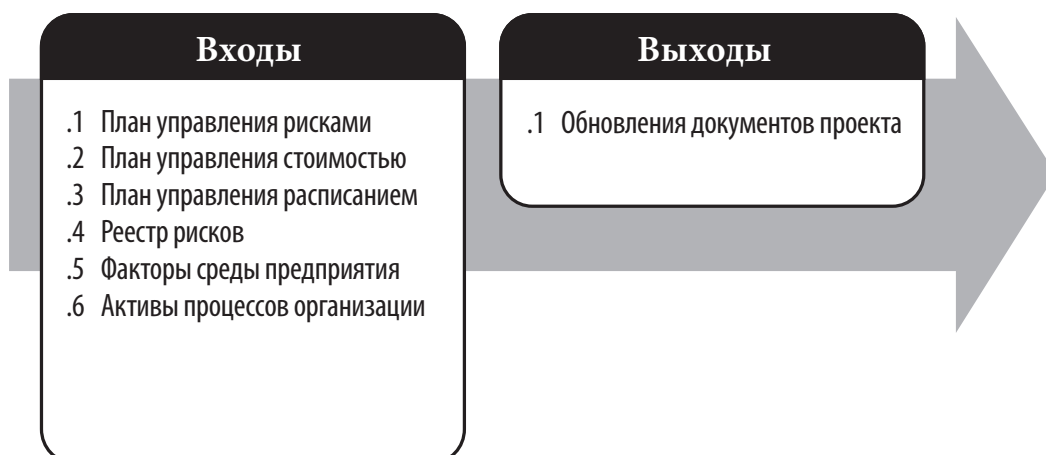 Входы
.1 План управления рисками
.2 План управления стоимостью
.3 План управления расписанием
.4 Реестр рисков
.5 Факторы среды предприятия
.6 Активы процессов организации
Выходы
.1 Обновления документов проекта